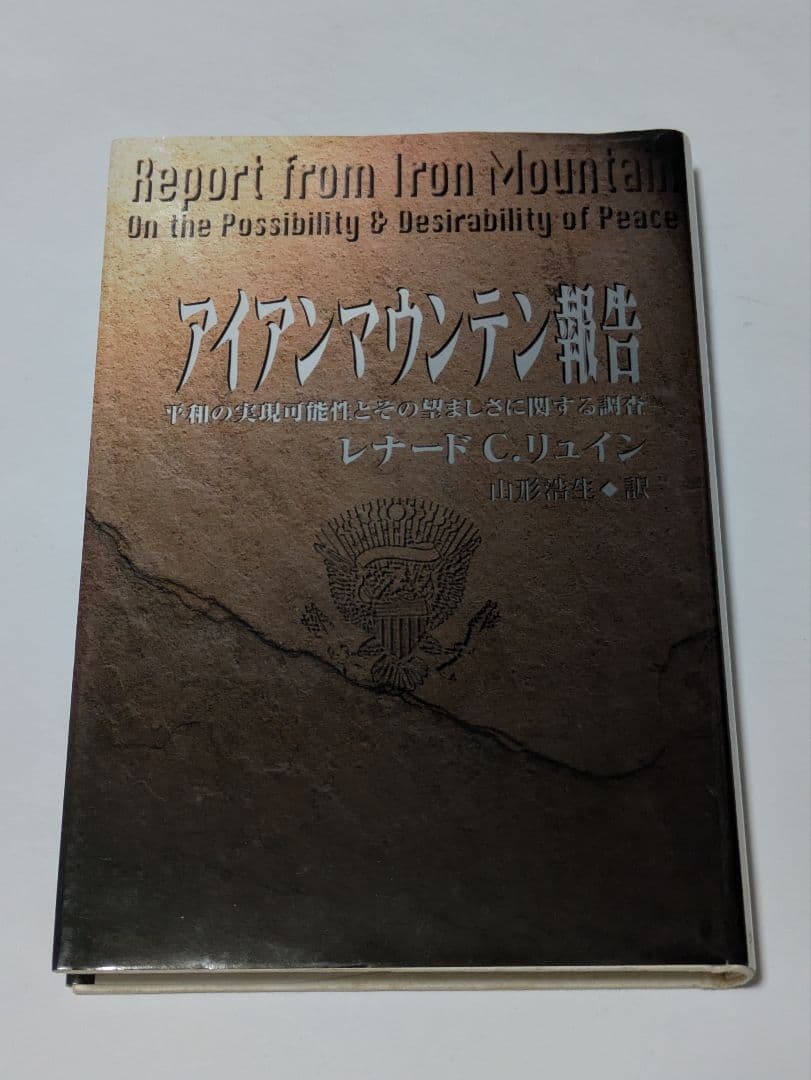 Report from Iron Mountain
On the Possibility & Desirability of Peace
アイアンマウンテン報告
平和の実現可能性とその望ましさに関する調査
レナード C.リュイン
山形浩生◆訳